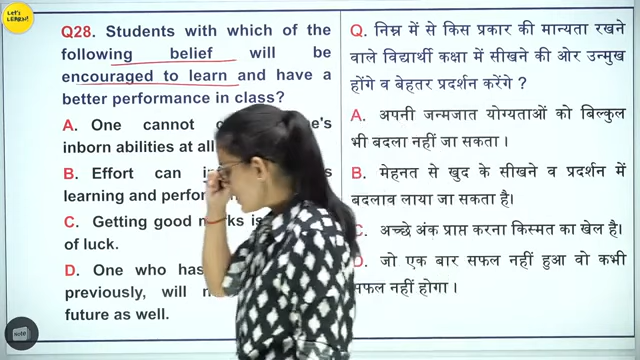 LET'S LEARN!
Q28. Students with which of the
following belief will be
encouraged to learn and have a
better performance in class?
A. One cannot
inborn abilities at all
B. Effort can
learning and
C. Getting good
of luck.
D. One who has
previously, will
future as well.
Q. निम्न में से किस प्रकार की मान्यता रखने
वाले विद्यार्थी कक्षा में सीखने की ओर उन्मुख
होंगे व बेहतर प्रदर्शन करेंगे ?
A. अपनी जन्मजात योग्यताओं को बिल्कुल
भी बदला नहीं जा सकता ।
B. मेहनत से खुद के सीखने व प्रदर्शन में
बदलाव लाया जा सकता है।
C. अच्छे अंक प्राप्त करना किस्मत का खेल है।
D. जो एक बार सफल नहीं हुआ वो कभी
सफल नहीं होगा ।
Note